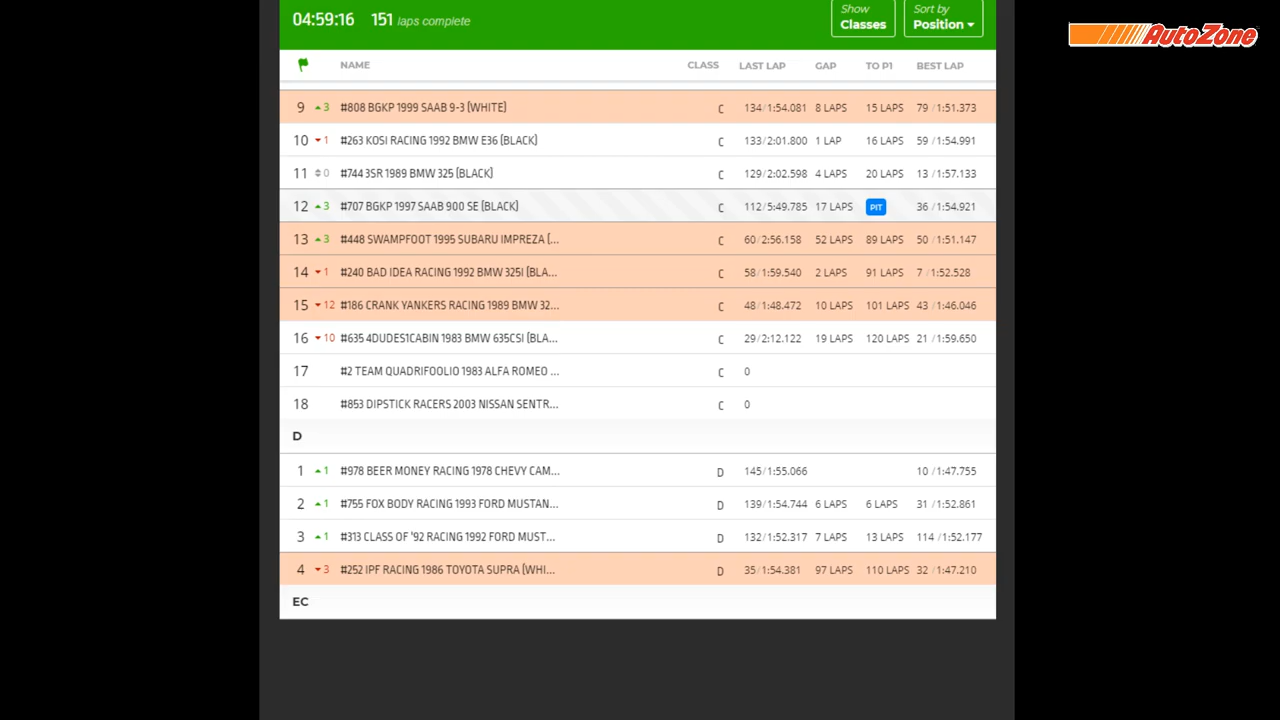 04:59:16 151 laps complete Show Classes Sort by Position
AutoZone
NAME CLASS LAST LAP GAP TO P1 BEST LAP
9 3 #808 BGKP 1999 SAAB 9-3 (WHITE) C 134/1:54.081 8 LAPS 15 LAPS 79 /1:51.373
10 1 #263 KOSI RACING 1992 BMW E36 (BLACK) C 133/2:01.800 1 LAP 16 LAPS 59 /1:54.991
11 0 #744 3SR 1989 BMW 325 (BLACK) C 129/2:02.598 4 LAPS 20 LAPS 13 /1:57.133
12 3 #707 BGKP 1997 SAAB 900 SE (BLACK) C 112/5:49.785 17 LAPS PIT 36 /1:54.921
13 3 #448 SWAMPFOOT 1995 SUBARU IMPREZA (... C 60/2:56.158 52 LAPS 89 LAPS 50 /1:51.147
14 1 #240 BAD IDEA RACING 1992 BMW 325I (BLA... C 58/1:59.540 2 LAPS 91 LAPS 7 /1:52.528
15 12 #186 CRANK YANKERS RACING 1989 BMW 32... C 48/1:48.472 10 LAPS 101 LAPS 43 /1:46.046
16 10 #635 4DUDES1CABIN 1983 BMW 635CSI (BLA... C 29/2:12.122 19 LAPS 120 LAPS 21 /1:59.650
17 #2 TEAM QUADRIFOOLIO 1983 ALFA ROMEO ... C 0
18 #853 DIPSTICK RACERS 2003 NISSAN SENTR... C 0
D
1 1 #978 BEER MONEY RACING 1978 CHEVY CAM... D 145/1:55.066 10 /1:47.755
2 1 #755 FOX BODY RACING 1993 FORD MUSTAN... D 139/1:54.744 6 LAPS 6 LAPS 31 /1:52.861
3 1 #313 CLASS OF '92 RACING 1992 FORD MUST... D 132/1:52.317 7 LAPS 13 LAPS 114 /1:52.177
4 3 #252 IPF RACING 1986 TOYOTA SUPRA (WHI... D 35/1:54.381 97 LAPS 110 LAPS 32 /1:47.210
EC